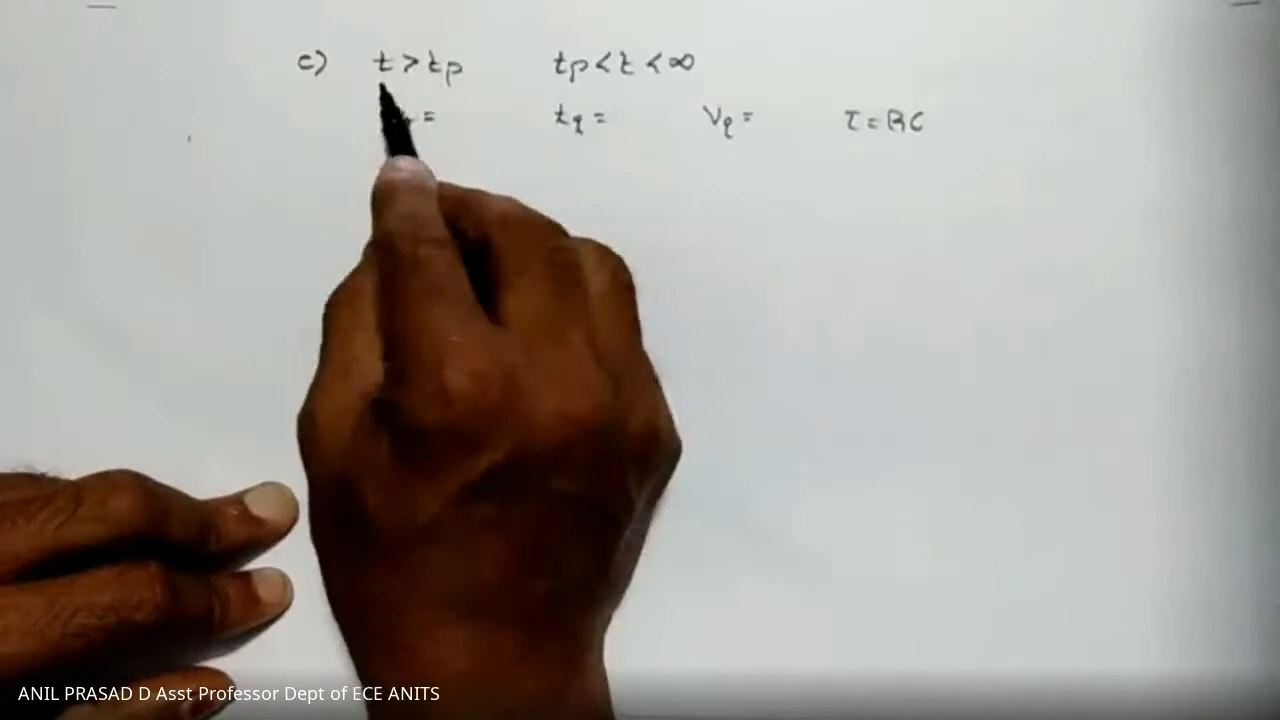 c) t > tp tp < t < ∞
= tq = Vq = τ = RC
ANIL PRASAD D Asst Professor Dept of ECE ANITS